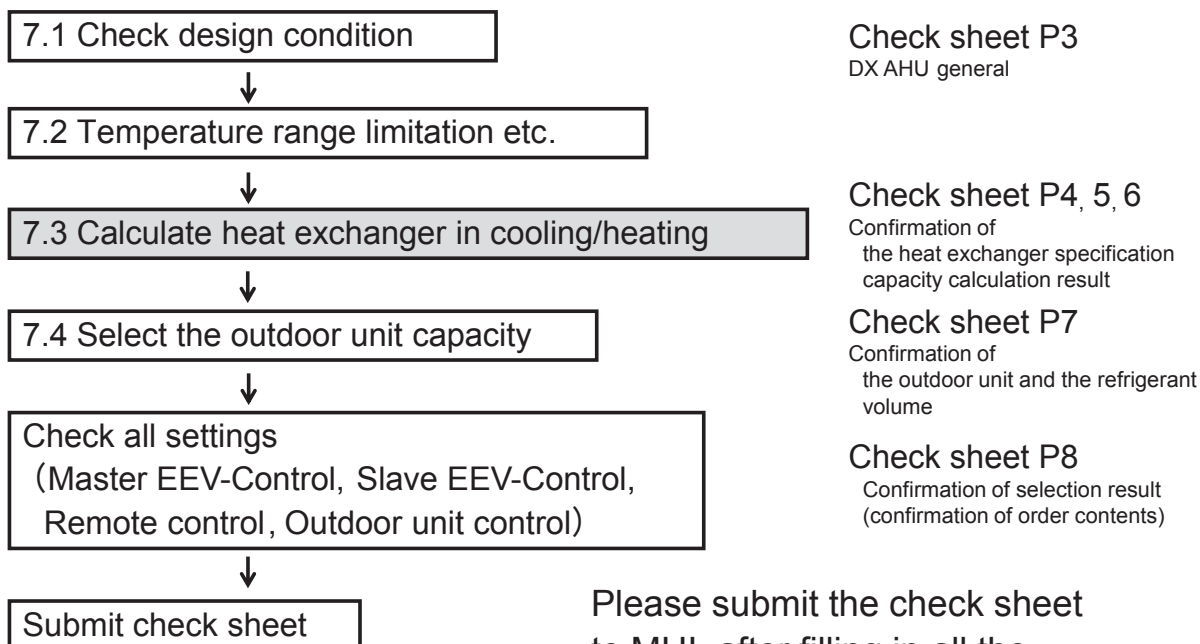 7.1 Check design condition
Check sheet P3
DX AHU general
7.2 Temperature range limitation etc.
7.3 Calculate heat exchanger in cooling/heating
Check sheet P4, 5, 6
Confirmation of
the heat exchanger specification
capacity calculation result
7.4 Select the outdoor unit capacity
Check sheet P7
Confirmation of
the outdoor unit and the refrigerant
volume
Check all settings
(Master EEV-Control, Slave EEV-Control,
Remote control, Outdoor unit control)
Check sheet P8
Confirmation of selection result
(confirmation of order contents)
Submit check sheet
Please submit the check sheet
after filling in all the